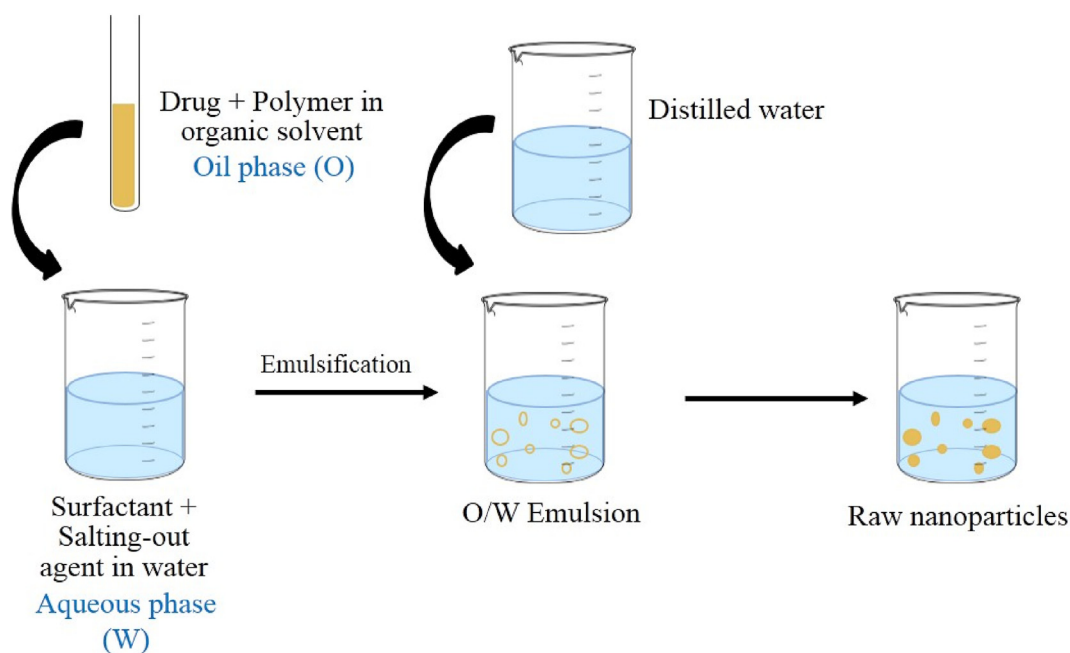 Drug + Polymer in
organic solvent
Oil phase (O)
Distilled water
Emulsification
Surfactant +
Salting-out
agent in water
Aqueous phase
(W)
O/W Emulsion
Raw nanoparticles